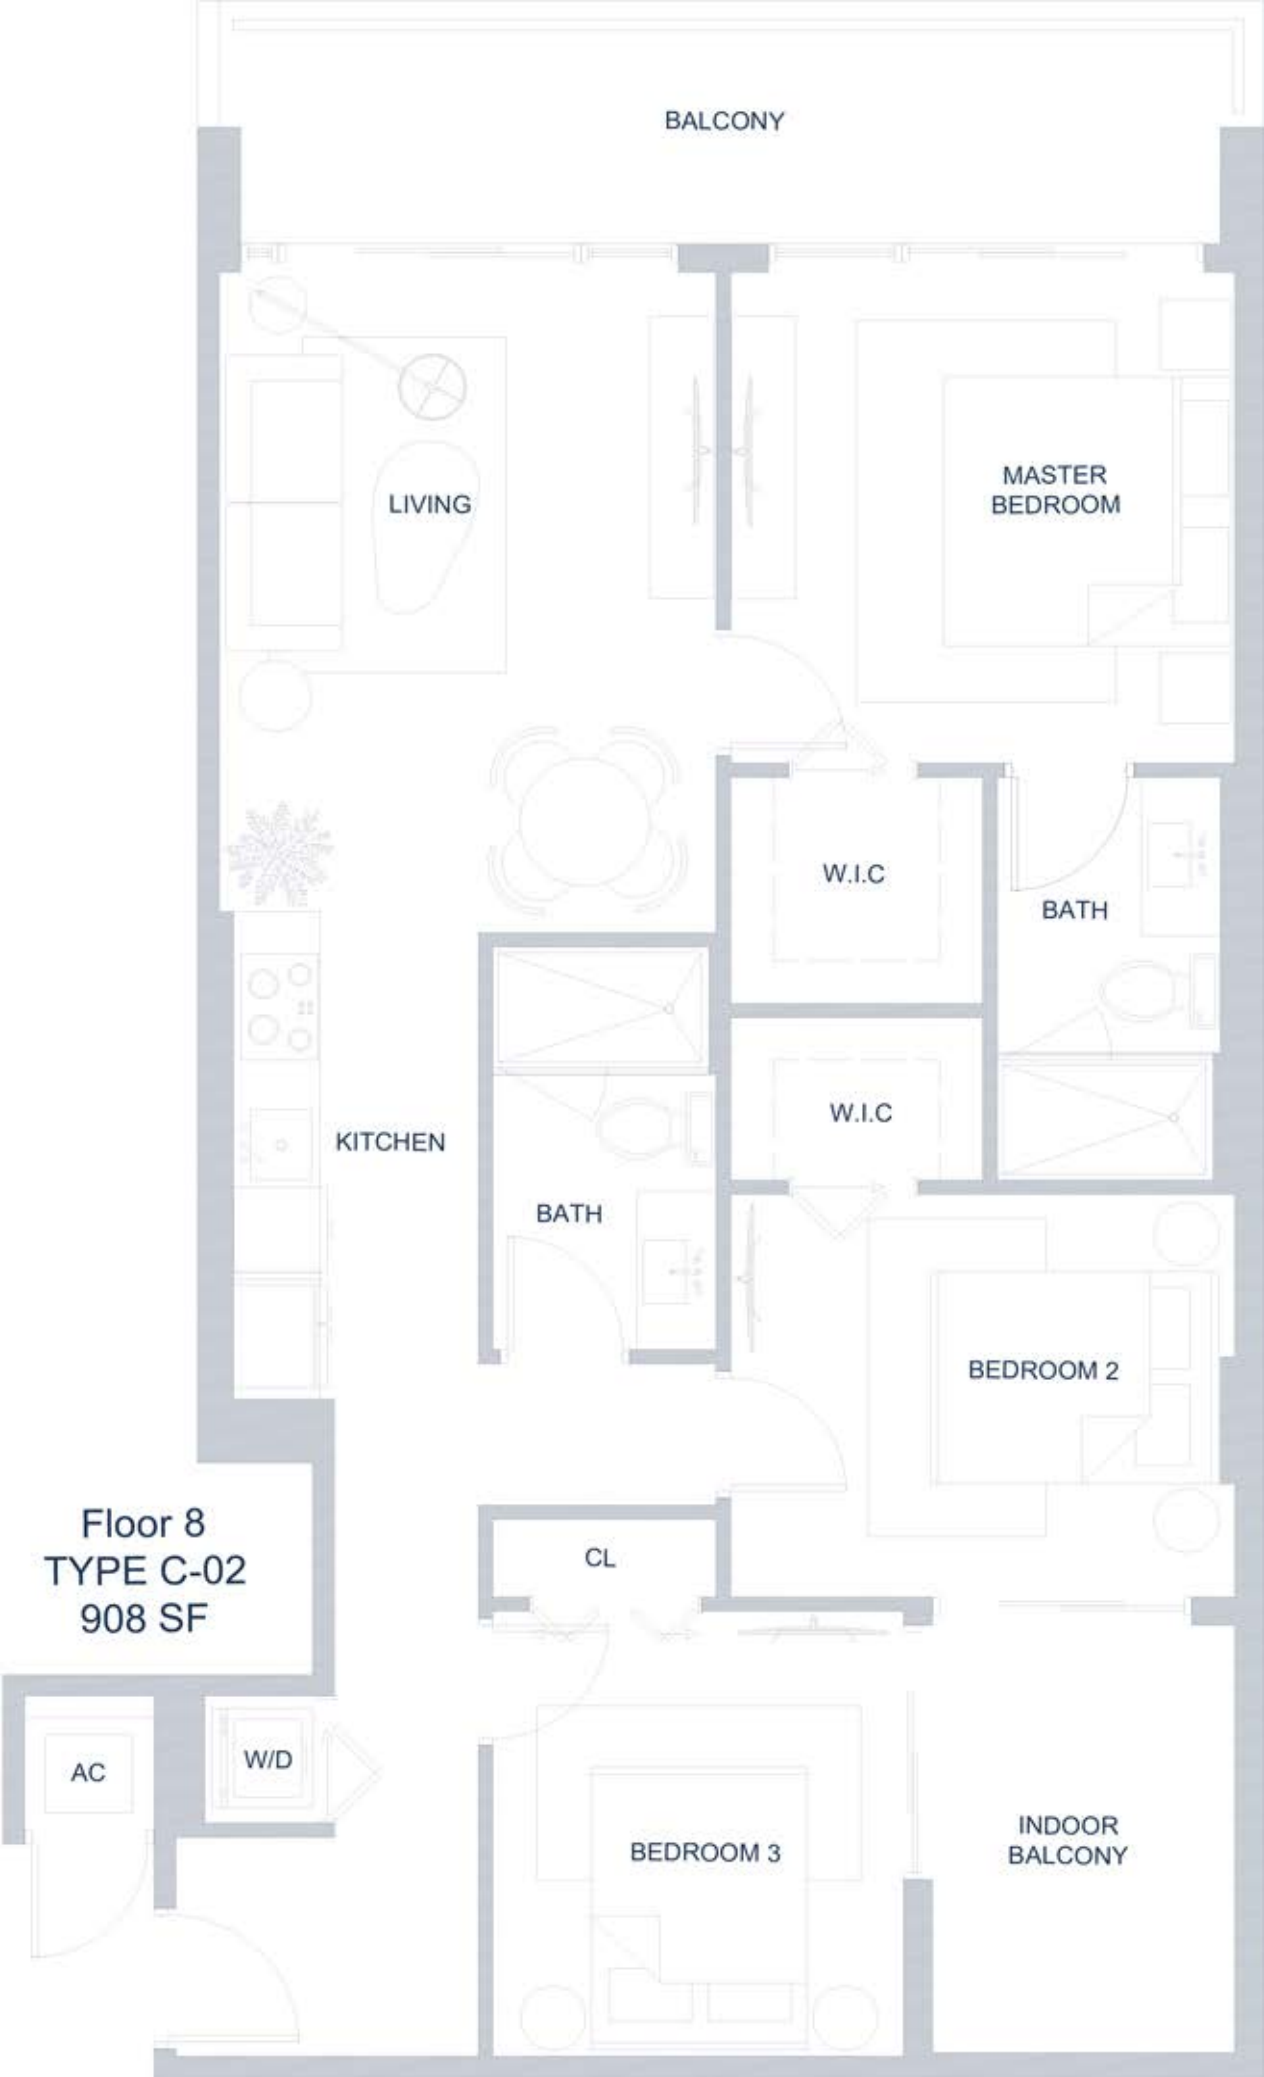 BALCONY
LIVING
MASTER
BEDROOM
W.I.C
BATH
KITCHEN
W.I.C
BATH
BEDROOM 2
Floor 8
TYPE C-02
908 SF
CL
AC
W/D
BEDROOM 3
INDOOR
BALCONY